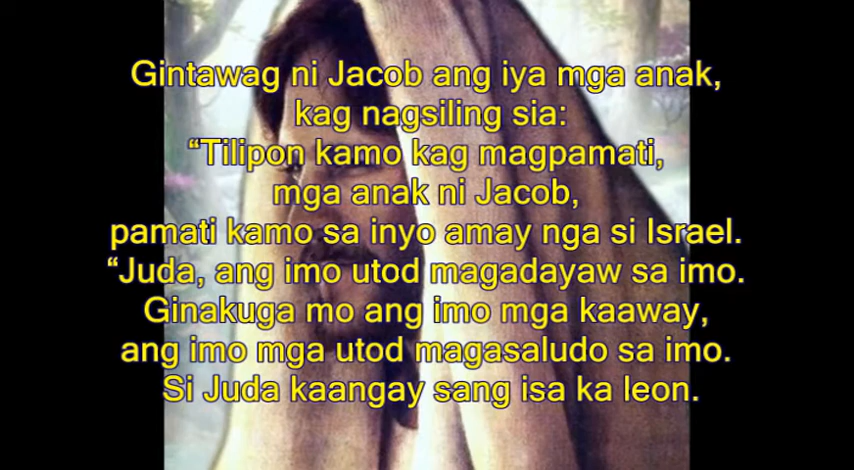 Gintawag ni Jacob ang iya mga anak,
kag nagsiling sia:
“Tilipon kamo kag magpamati,
mga anak ni Jacob,
pamati kamo sa inyo amay nga si Israel.
“Juda, ang imo utod magadayaw sa imo.
Ginakuga mo ang imo mga kaaway,
ang imo mga utod magasaludo sa imo.
Si Juda kaangay sang isa ka leon.